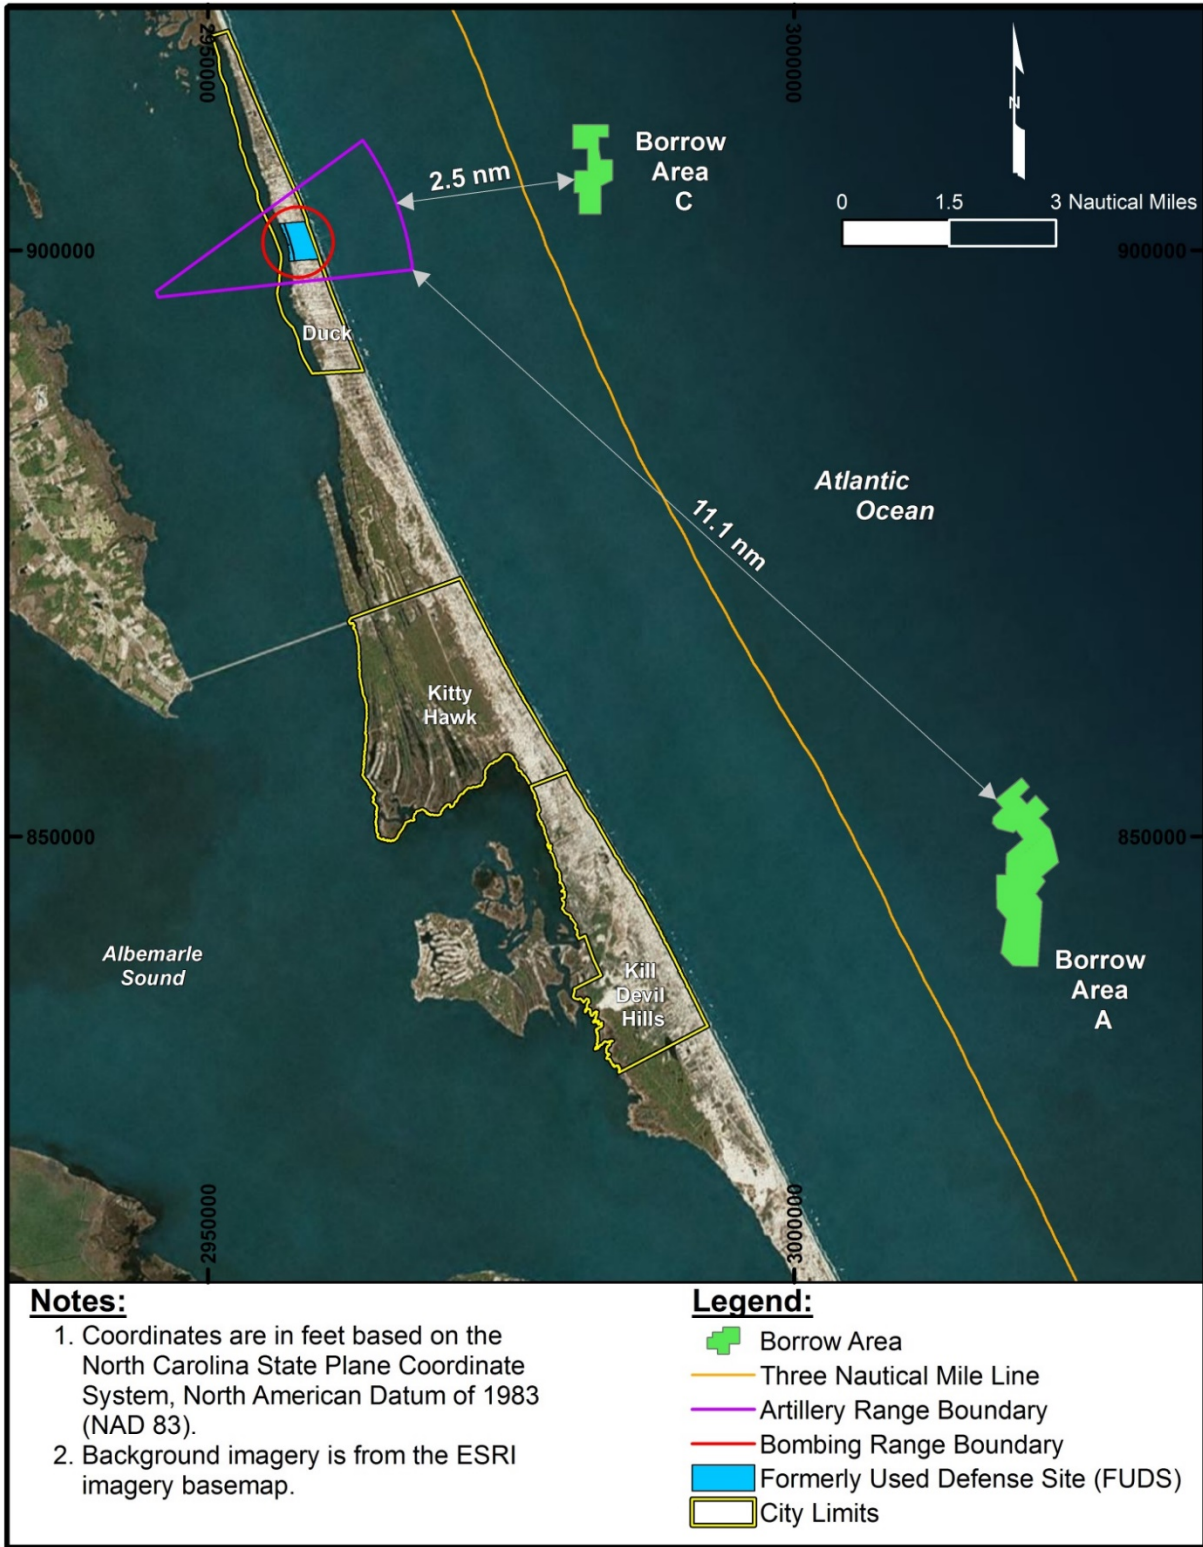 2950000
3000000
N
Borrow
Area
C
2.5 nm
0 1.5 3 Nautical Miles
900000
900000
Duck
Atlantic
Ocean
11.1 nm
Kitty
Hawk
850000
850000
Albemarle
Sound
Kill
Devil
Hills
Borrow
Area
A
2950000
3000000
Notes:
1. Coordinates are in feet based on the
North Carolina State Plane Coordinate
System, North American Datum of 1983
(NAD 83).
2. Background imagery is from the ESRI
imagery basemap.
Legend:
Borrow Area
Three Nautical Mile Line
Artillery Range Boundary
Bombing Range Boundary
Formerly Used Defense Site (FUDS)
City Limits